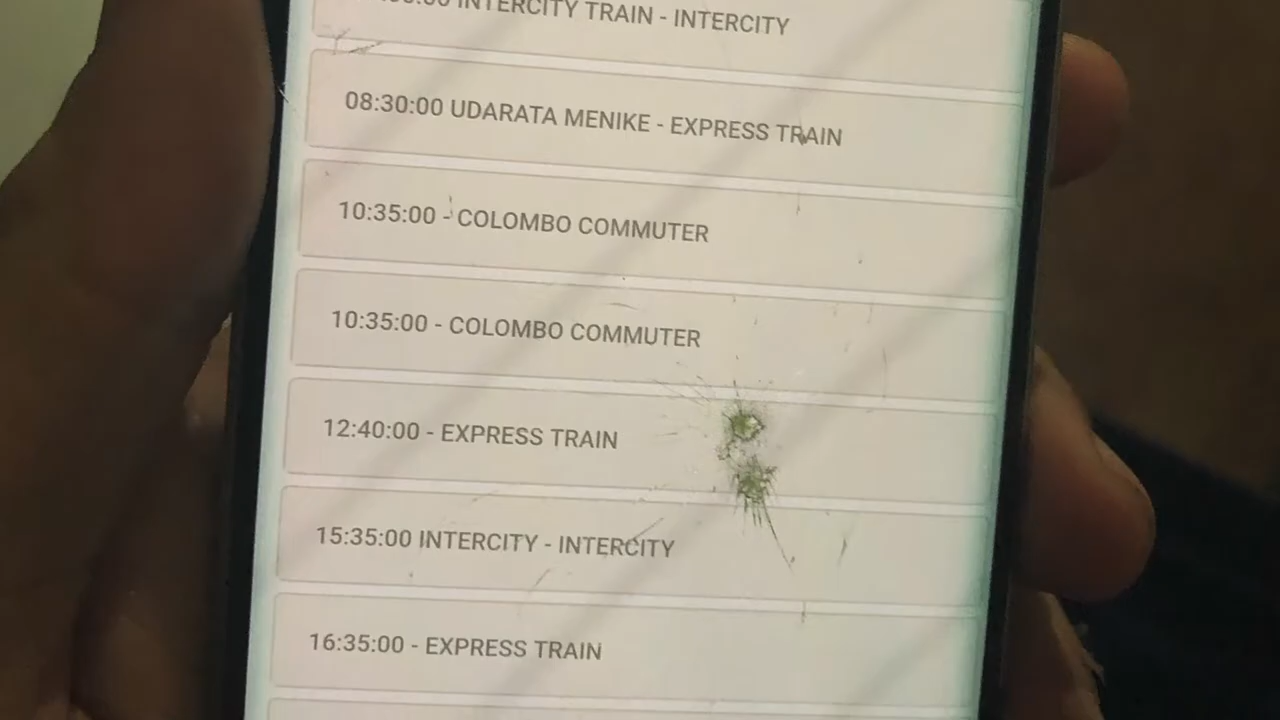 INTERCITY TRAIN - INTERCITY
08:30:00 UDARATA MENIKE - EXPRESS TRAIN
10:35:00 - COLOMBO COMMUTER
10:35:00 - COLOMBO COMMUTER
12:40:00 - EXPRESS TRAIN
15:35:00 INTERCITY - INTERCITY
16:35:00 - EXPRESS TRAIN